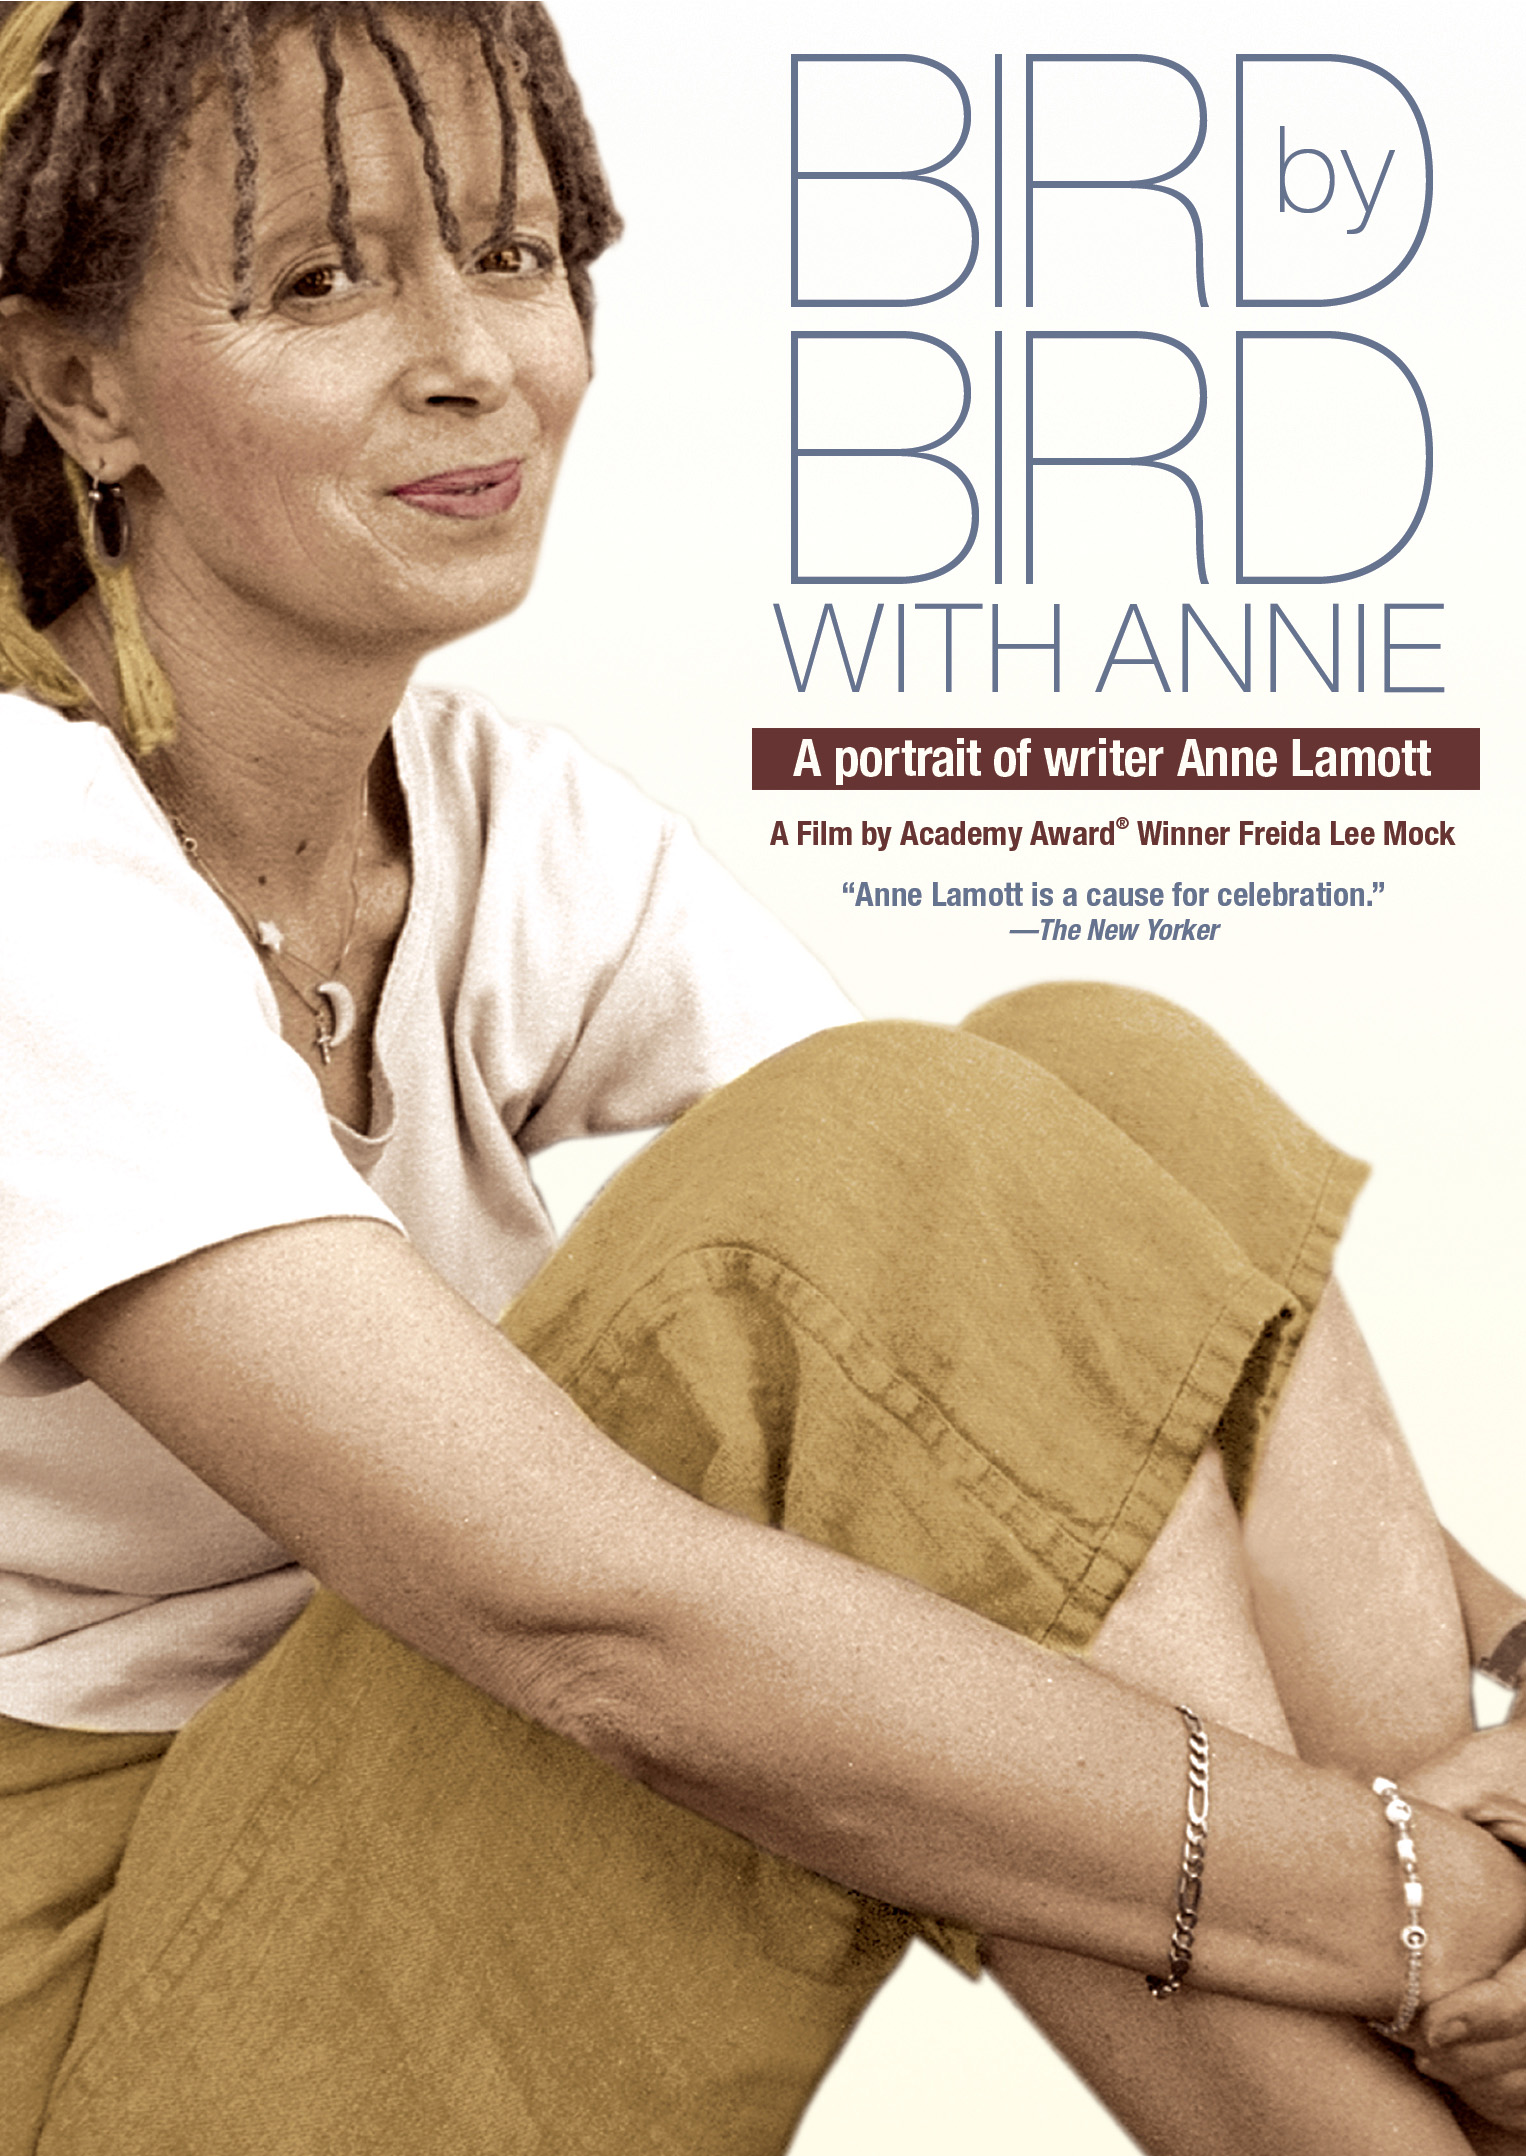 BIRD by
BIRD
WITH ANNIE
A portrait of writer Anne Lamott
A Film by Academy Award® Winner Freida Lee Mock
“Anne Lamott is a cause for celebration.”
—The New Yorker